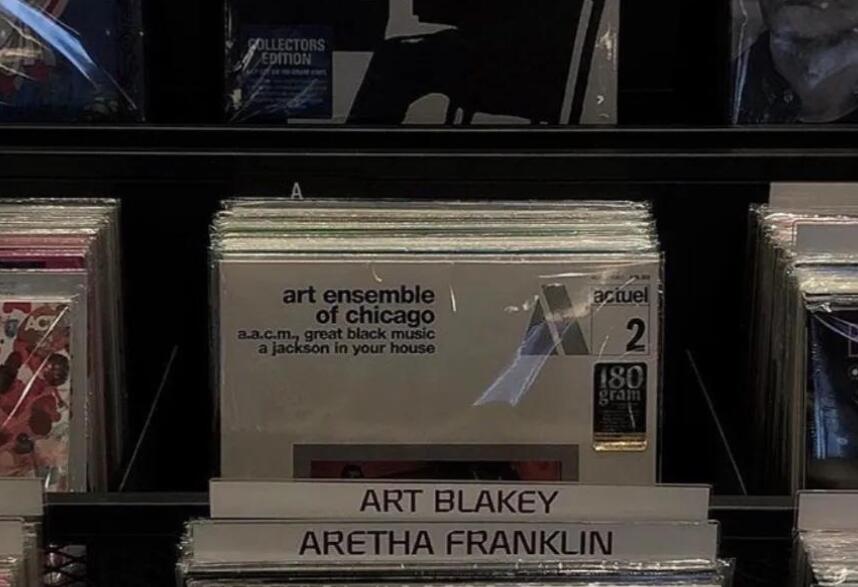 COLLECTORS
EDITION
A
art ensemble
of chicago
a.a.c.m., great black music
a jackson in your house
actuel
2
180
gram
ART BLAKEY
ARETHA FRANKLIN